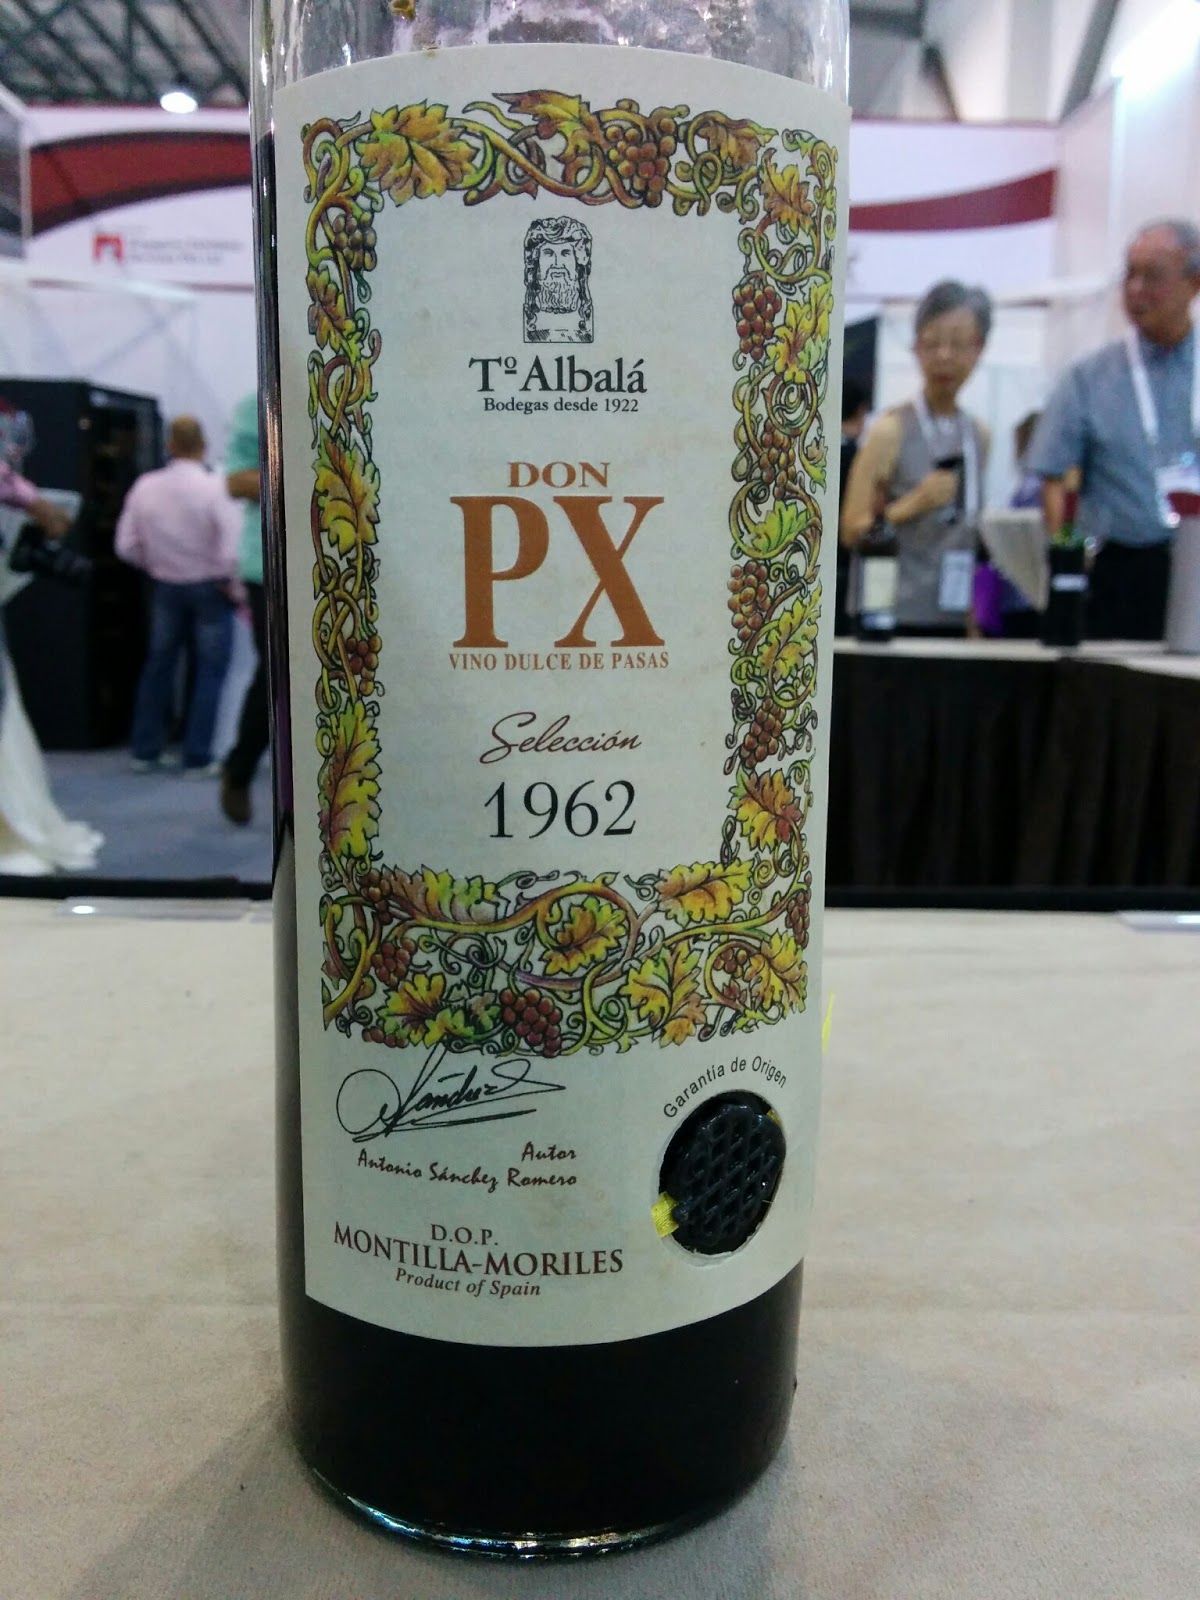 Tº Albalá
Bodegas desde 1922
DON
PX
VINO DULCE DE PASAS
Selección
1962
Sánchez
Autor
Antonio Sánchez Romero
Garantía de Origen
D.O.P.
MONTILLA-MORILES
Product of Spain